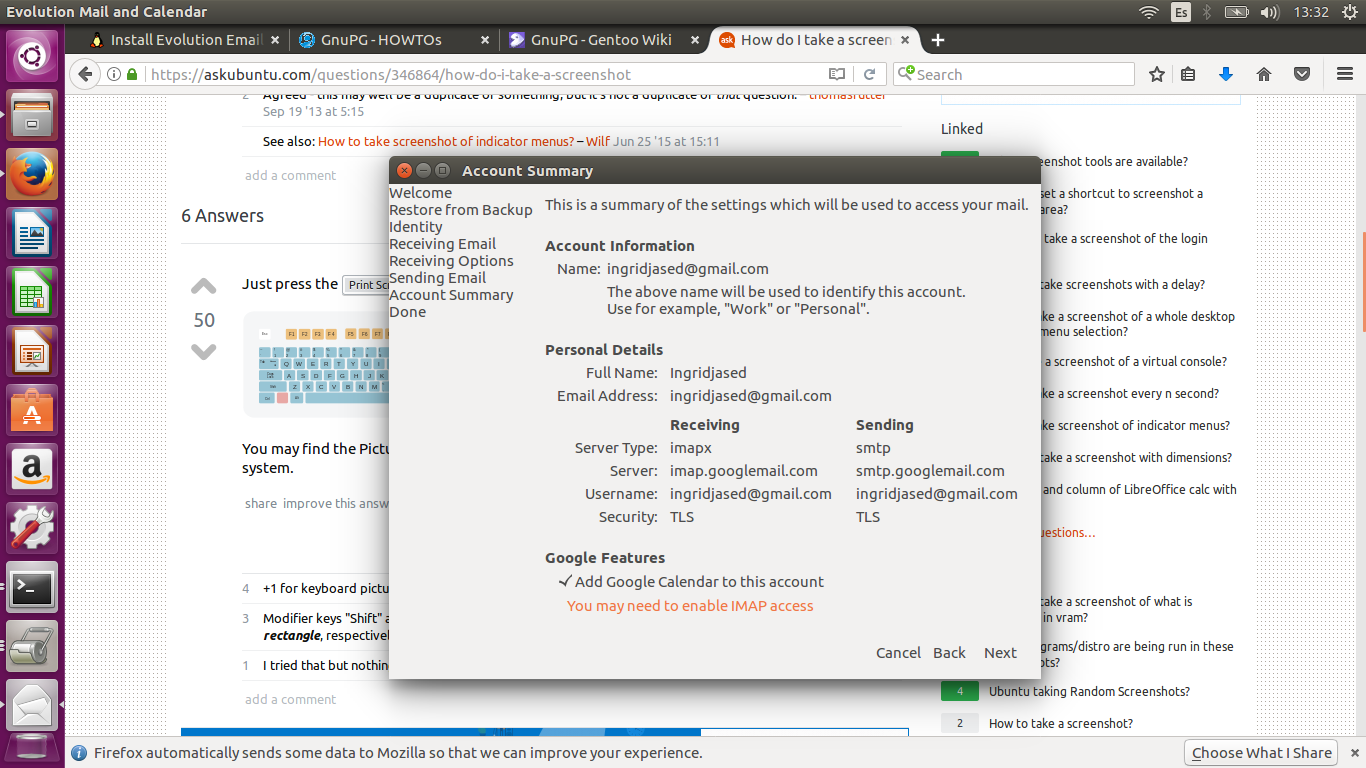 Evolution Mail and Calendar
Es
13:32
Install Evolution Email
GnuPG - HOWTOs
GnuPG - Gentoo Wiki
ask
How do I take a screen
https://askubuntu.com/questions/346864/how-do-i-take-a-screenshot
Search
2 Agreed - this may well be a duplicate of something, but it's not a duplicate of that question. – thomasrutter
Sep 19 '13 at 5:15
See also: How to take screenshot of indicator menus? – Wilf Jun 25 '15 at 15:11
add a comment
6 Answers
Just press the Print Sc
50
You may find the Pictu
system.
share improve this answ
4 +1 for keyboard pictu
3 Modifier keys "Shift" a
rectangle, respectivel
1 I tried that but nothin
add a comment
Account Summary
Welcome
Restore from Backup
Identity
Receiving Email
Receiving Options
Sending Email
Account Summary
Done
This is a summary of the settings which will be used to access your mail.
Account Information
Name: ingridjased@gmail.com
The above name will be used to identify this account.
Use for example, "Work" or "Personal".
Personal Details
Full Name: Ingridjased
Email Address: ingridjased@gmail.com
Receiving Sending
Server Type: imapx smtp
Server: imap.googlemail.com smtp.googlemail.com
Username: ingridjased@gmail.com ingridjased@gmail.com
Security: TLS TLS
Google Features
Add Google Calendar to this account
You may need to enable IMAP access
Cancel Back Next
Linked
eenshot tools are available?
set a shortcut to screenshot a
area?
take a screenshot of the login
take screenshots with a delay?
ke a screenshot of a whole desktop
menu selection?
e a screenshot of a virtual console?
ke a screenshot every n second?
ke screenshot of indicator menus?
take a screenshot with dimensions?
and column of LibreOffice calc with
uestions…
take a screenshot of what is
in vram?
grams/distro are being run in these
ots?
4 Ubuntu taking Random Screenshots?
2 How to take a screenshot?
Firefox automatically sends some data to Mozilla so that we can improve your experience.
Choose What I Share